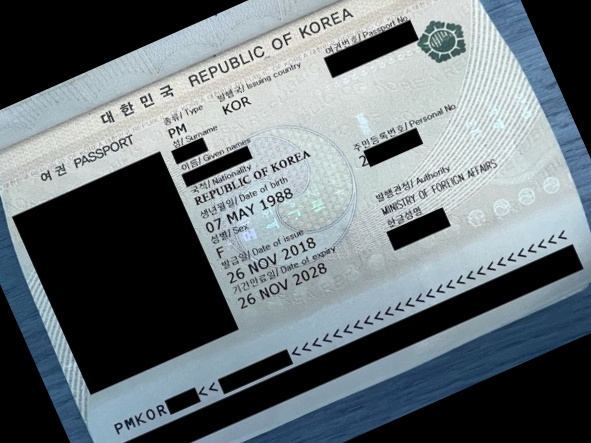 대한민국 REPUBLIC OF KOREA
여권 PASSPORT
종류/ Type 발행국/ Issuing country 여권번호/ Passport No.
PM KOR
성/ Surname
이름/ Given names
국적/ Nationality 주민등록번호/ Personal No.
REPUBLIC OF KOREA 2
생년월일/ Date of birth
07 MAY 1988
성별/ Sex 발행관청/ Authority
F MINISTRY OF FOREIGN AFFAIRS
발급일/ Date of issue 한글성명
26 NOV 2018
기간만료일/ Date of expiry
26 NOV 2028
PMKOR << <<<<<<<<<<<<<<<<<<<<<<<<<<<